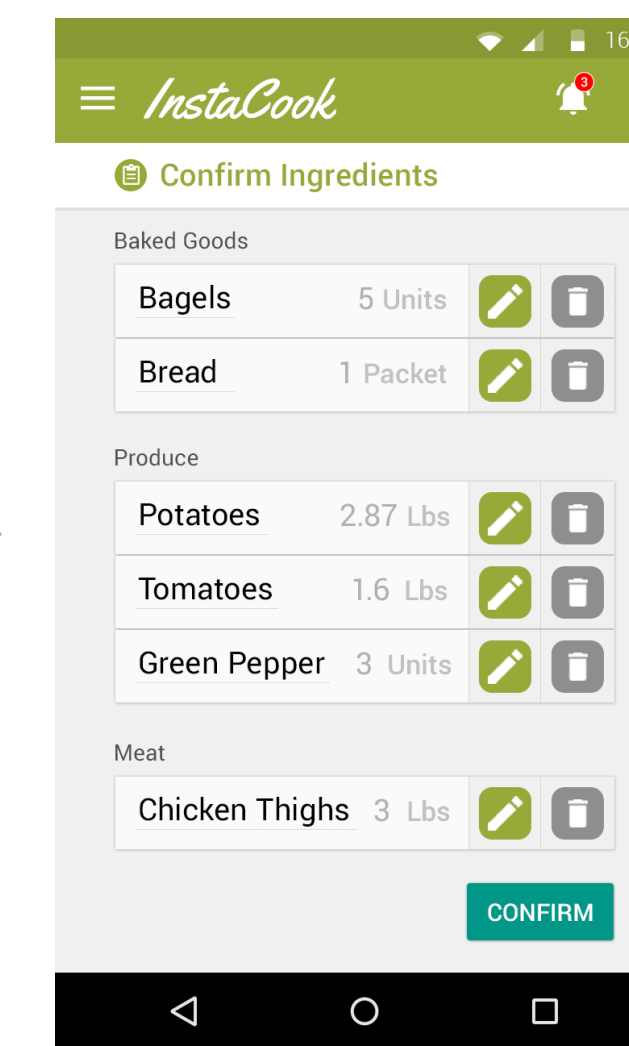 16
InstaCook
3
Confirm Ingredients
Baked Goods
Bagels 5 Units
Bread 1 Packet
Produce
Potatoes 2.87 Lbs
Tomatoes 1.6 Lbs
Green Pepper 3 Units
Meat
Chicken Thighs 3 Lbs
CONFIRM